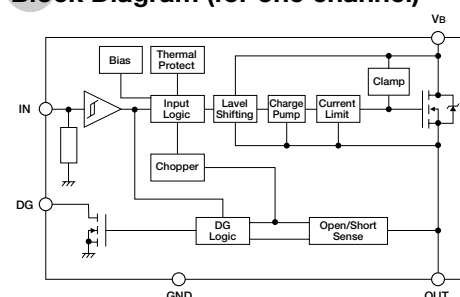 Block Diagram (for one channel)
VB
Bias
Thermal
Protect
Clamp
IN
Input
Logic
Lavel
Shifting
Charge
Pump
Current
Limit
Chopper
DG
DG
Logic
Open/Short
Sense
GND
OUT